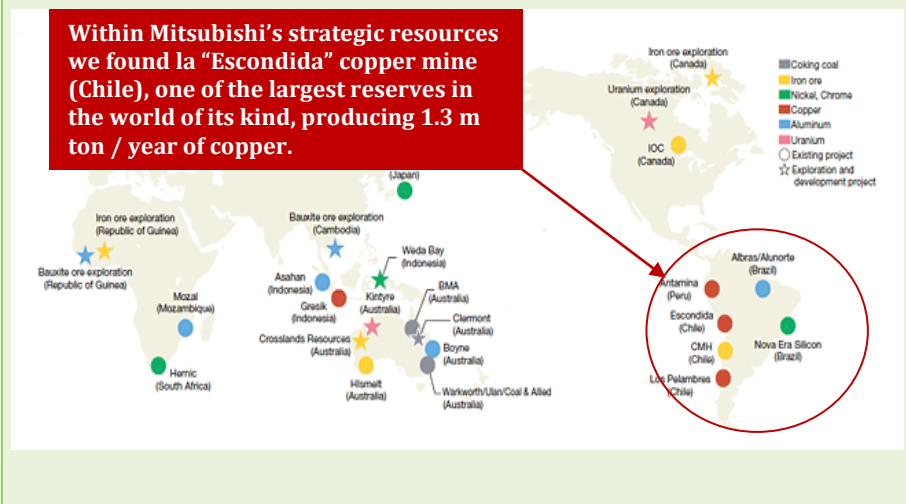 Within Mitsubishi’s strategic resources
we found la “Escondida” copper mine
(Chile), one of the largest reserves in
the world of its kind, producing 1.3 m
ton / year of copper.
Iron ore exploration
(Canada)
Uranium exploration
(Canada)
IOC
(Canada)
Coking coal
Iron ore
Nickel, Chrome
Copper
Aluminum
Uranium
Existing project
Exploration and
development project
(Japan)
Iron ore exploration
(Republic of Guinea)
Bauxite ore exploration
(Republic of Guinea)
Mozal
(Mozambique)
Hernic
(South Africa)
Bauxite ore exploration
(Cambodia)
Asahan
(Indonesia)
Gresik
(Indonesia)
Weda Bay
(Indonesia)
Kintyre
(Australia)
BMA
(Australia)
Clermont
(Australia)
Crosslands Resources
(Australia)
Boyne
(Australia)
HIsmelt
(Australia)
Warkworth/Ulan/Coal & Allied
(Australia)
Albras/Alunorte
(Brazil)
Antamina
(Peru)
Escondida
(Chile)
CMH
(Chile)
Nova Era Silicon
(Brazil)
Los Pelambres
(Chile)